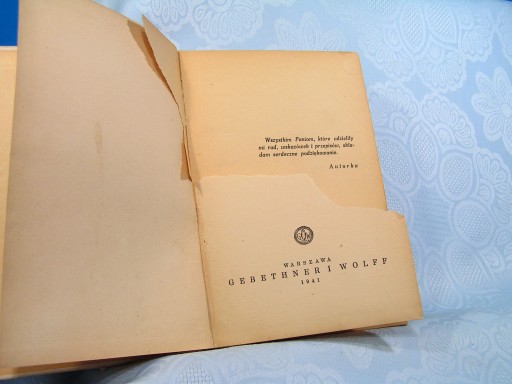 Wszystkim Paniom, które udzieliły
mi rad, wskazówek i przepisów, skła-
dam serdeczne podziękowanie.
Autorka
WARSZAWA
GEBETHNER I WOLFF
1941